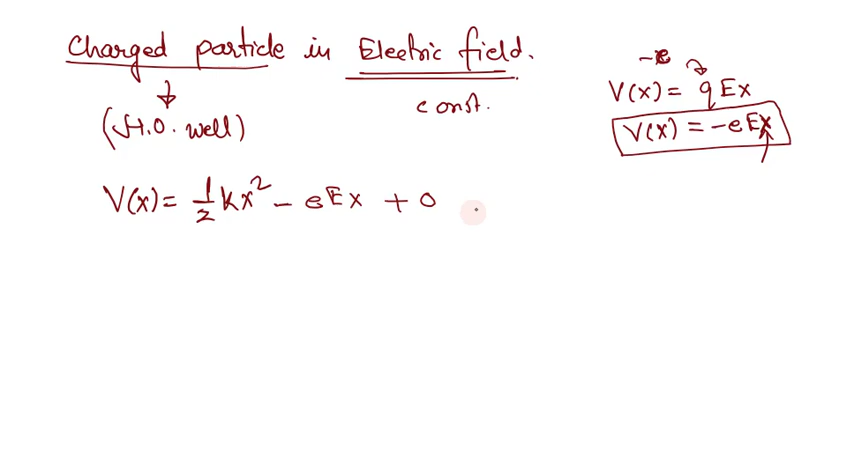 Charged particle in Electric field.
const.
(H.O. well)
V(x) = 1/2 kx² - eEx + 0
-e
V(x) = qEx
V(x) = -eEx